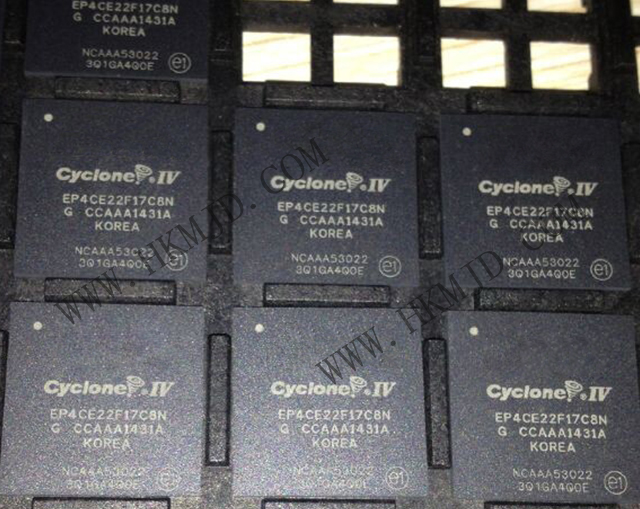 EP4CE22F17C8N
G CCAAA1431A
KOREA
NCAAA53022
3Q1GA4Q0E e1
Cyclone IV
EP4CE22F17C8N
G CCAAA1431A
KOREA
NCAAA53022
3Q1GA4Q0E e1
Cyclone IV
EP4CE22F17C8N
G CCAAA1431A
KOREA
NCAAA53022
3Q1GA4Q0E e1
Cyclone IV
EP4CE22F17C8N
G CCAAA1431A
KOREA
NCAAA53022
3Q1GA4Q0E e1
Cyclone IV
EP4CE22F17C8N
G CCAAA1431A
KOREA
NCAAA53022
3Q1GA4Q0E e1
Cyclone IV
EP4CE22F17C8N
G CCAAA1431A
KOREA
NCAAA53022
3Q1GA4Q0E e1
Cyclone IV
EP4CE22F17C8N
G CCAAA1431A
KOREA
NCAAA53022
3Q1GA4Q0E e1
WWW.HKMJD.COM
WWW.HKMJD.COM